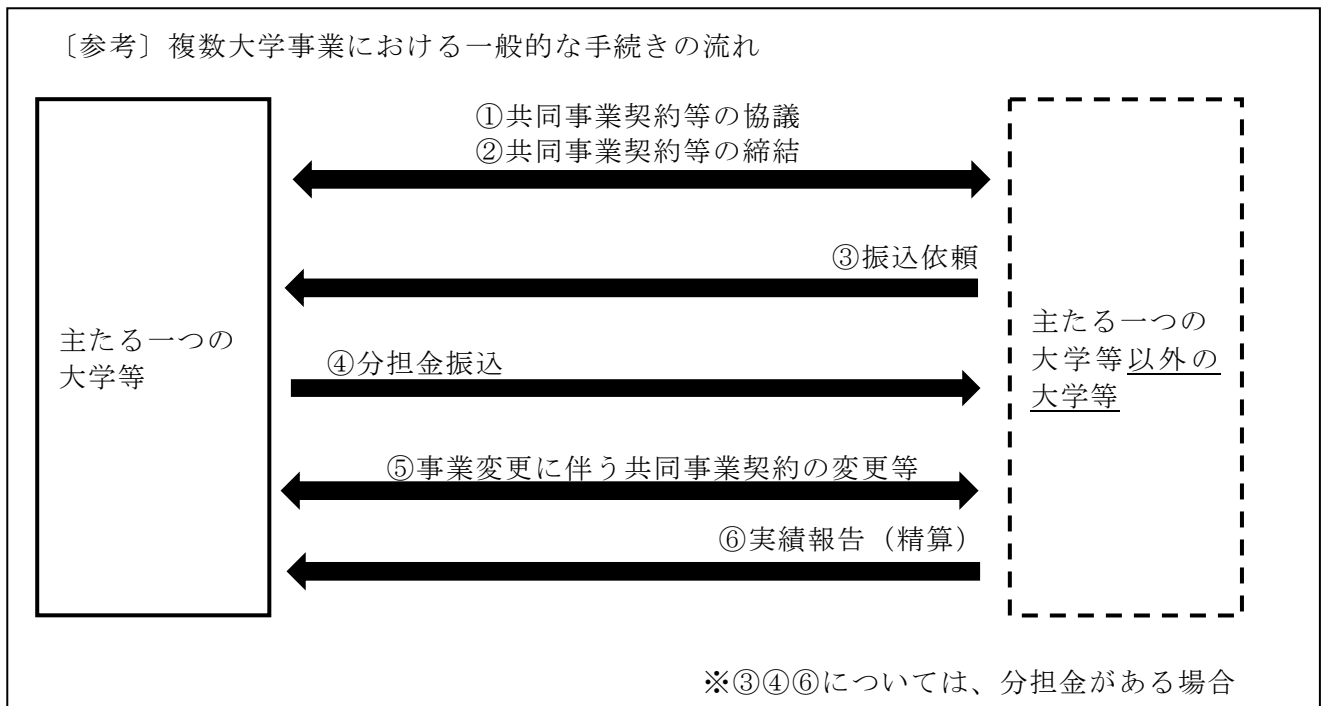 〔参考〕複数大学事業における一般的な手続きの流れ
①共同事業契約等の協議
②共同事業契約等の締結
③振込依頼
主たる一つの
大学等
主たる一つの
大学等以外の
大学等
④分担金振込
⑤事業変更に伴う共同事業契約の変更等
⑥実績報告（精算）
※③④⑥については、分担金がある場合